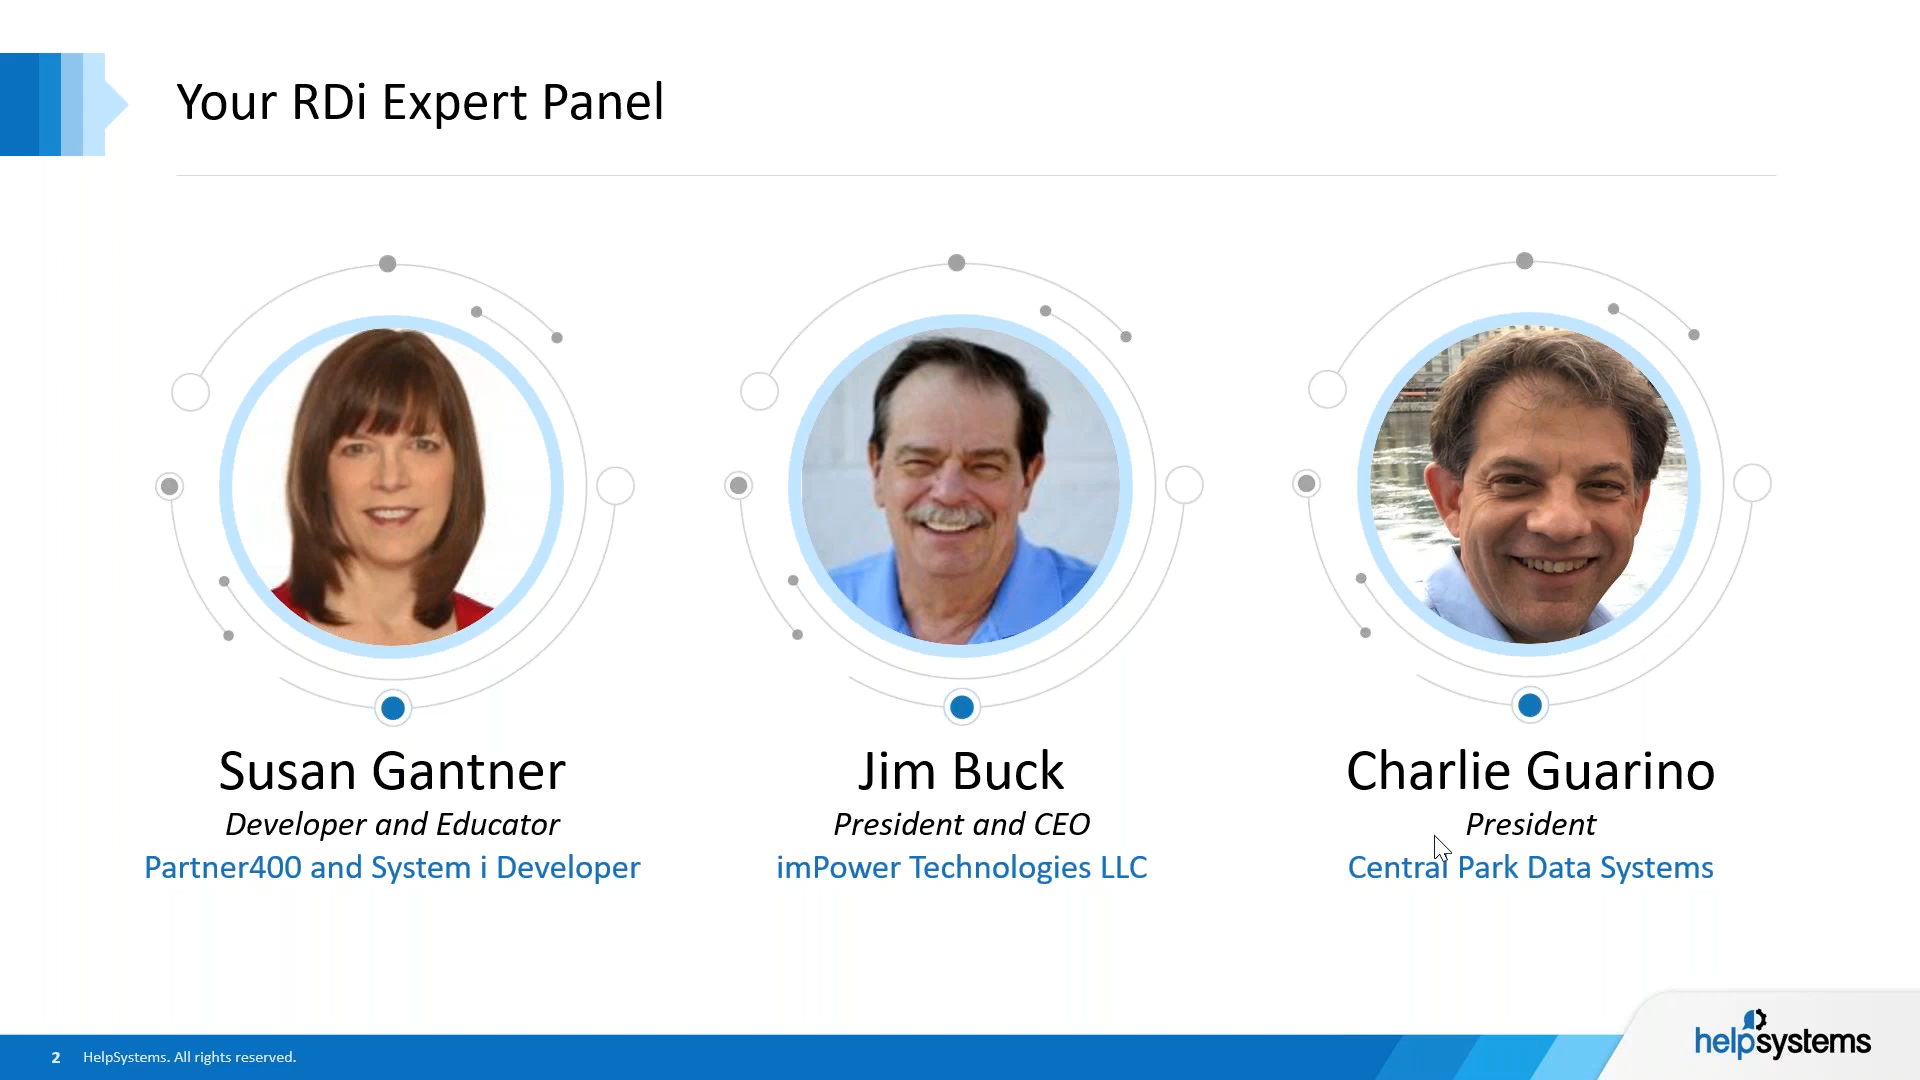 Your RDi Expert Panel
Susan Gantner
Developer and Educator
Partner400 and System i Developer
Jim Buck
President and CEO
imPower Technologies LLC
Charlie Guarino
President
Central Park Data Systems
2 HelpSystems. All rights reserved.
helpsystems